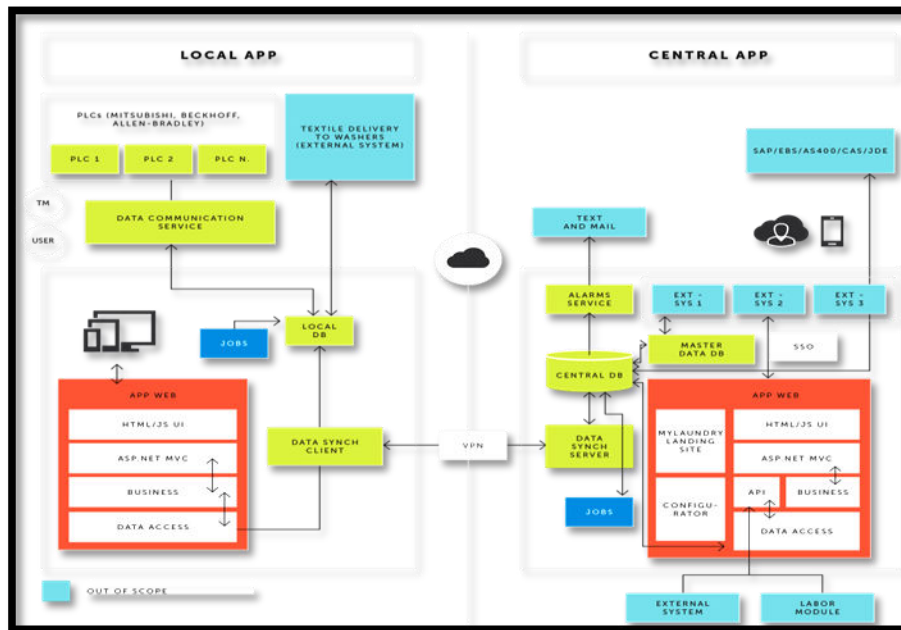 LOCAL APP
CENTRAL APP
PLCs (MITSUBISHI, BECKHOFF,
ALLEN-BRADLEY)
PLC 1
PLC 2
PLC N.
TEXTILE DELIVERY
TO WASHERS
(EXTERNAL SYSTEM)
SAP/EBS/AS400/CAS/JDE
TM
USER
DATA COMMUNICATION
SERVICE
TEXT
AND MAIL
ALARMS
SERVICE
EXT -
SYS 1
EXT -
SYS 2
EXT -
SYS 3
JOBS
LOCAL
DB
MASTER
DATA DB
SSO
CENTRAL DB
APP WEB
HTML/JS UI
ASP.NET MVC
BUSINESS
DATA ACCESS
DATA SYNCH
CLIENT
VPN
DATA SYNCH
SERVER
JOBS
APP WEB
MYLAUNDRY
LANDING
SITE
CONFIGU-
RATOR
HTML/JS UI
ASP.NET MVC
API
BUSINESS
DATA ACCESS
OUT OF SCOPE
EXTERNAL
SYSTEM
LABOR
MODULE